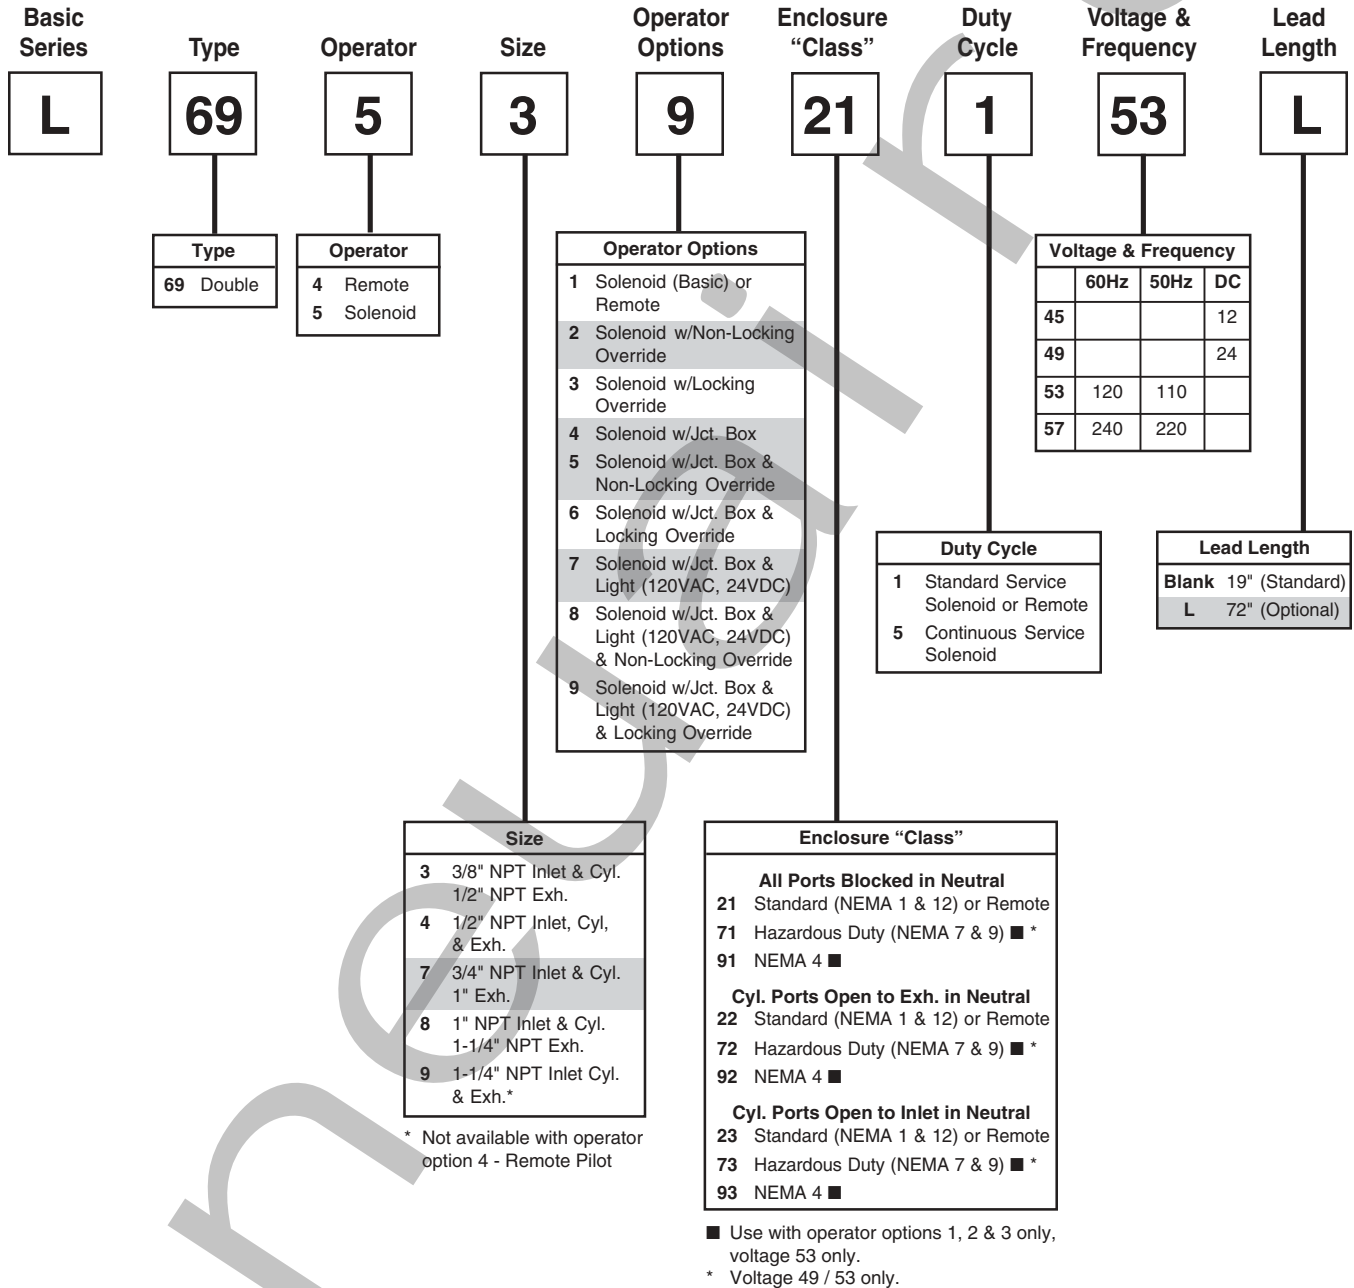 Basic Series
Type
Operator
Size
Operator Options
Enclosure “Class”
Duty Cycle
Voltage & Frequency
Lead Length
L
69
5
3
9
21
1
53
L
Type
69 Double
Operator
4 Remote
5 Solenoid
Operator Options
1 Solenoid (Basic) or
Remote
2 Solenoid w/Non-Locking
Override
3 Solenoid w/Locking
Override
4 Solenoid w/Jct. Box
5 Solenoid w/Jct. Box &
Non-Locking Override
6 Solenoid w/Jct. Box &
Locking Override
7 Solenoid w/Jct. Box &
Light (120VAC, 24VDC)
8 Solenoid w/Jct. Box &
Light (120VAC, 24VDC)
& Non-Locking Override
9 Solenoid w/Jct. Box &
Light (120VAC, 24VDC)
& Locking Override
Voltage & Frequency
60Hz 50Hz DC
45 12
49 24
53 120 110
57 240 220
Duty Cycle
1 Standard Service
Solenoid or Remote
5 Continuous Service
Solenoid
Lead Length
Blank 19" (Standard)
L 72" (Optional)
Size
3 3/8" NPT Inlet & Cyl.
1/2" NPT Exh.
4 1/2" NPT Inlet, Cyl,
& Exh.
7 3/4" NPT Inlet & Cyl.
1" Exh.
8 1" NPT Inlet & Cyl.
1-1/4" NPT Exh.
9 1-1/4" NPT Inlet Cyl.
& Exh.*
* Not available with operator
option 4 - Remote Pilot
Enclosure “Class”
All Ports Blocked in Neutral
21 Standard (NEMA 1 & 12) or Remote
71 Hazardous Duty (NEMA 7 & 9) ■ *
91 NEMA 4 ■
Cyl. Ports Open to Exh. in Neutral
22 Standard (NEMA 1 & 12) or Remote
72 Hazardous Duty (NEMA 7 & 9) ■ *
92 NEMA 4 ■
Cyl. Ports Open to Inlet in Neutral
23 Standard (NEMA 1 & 12) or Remote
73 Hazardous Duty (NEMA 7 & 9) ■ *
93 NEMA 4 ■
■ Use with operator options 1, 2 & 3 only,
voltage 53 only.
* Voltage 49 / 53 only.